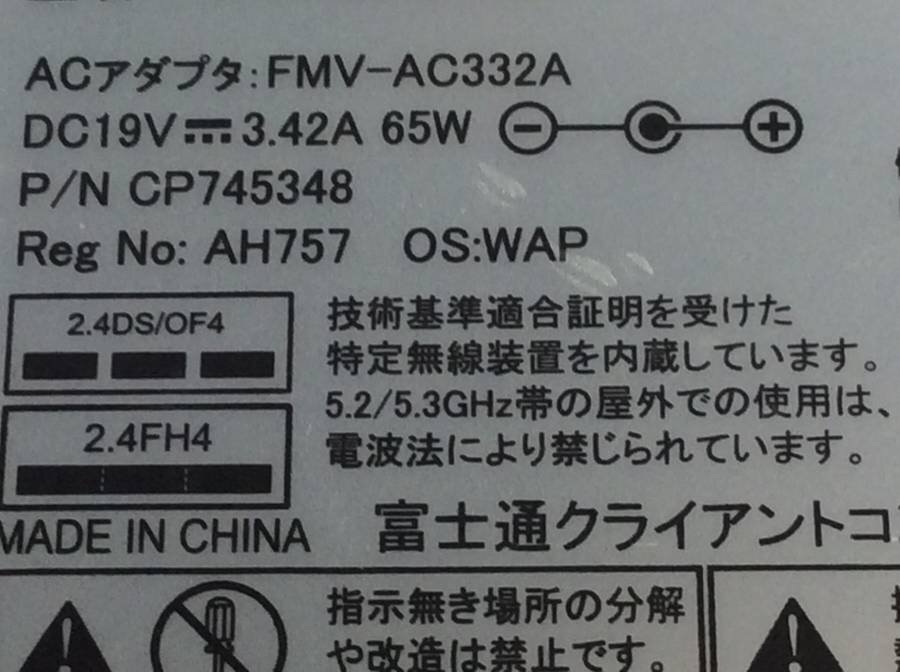 ACアダプタ:FMV-AC332A
DC19V⎓3.42A 65W
P/N CP745348
Reg No: AH757 OS:WAP
2.4DS/OF4
技術基準適合証明を受けた
特定無線装置を内蔵しています。
5.2/5.3GHz帯の屋外での使用は、
電波法により禁じられています。
2.4FH4
MADE IN CHINA
富士通クライアントコ
指示無き場所の分解
や改造は禁止です。